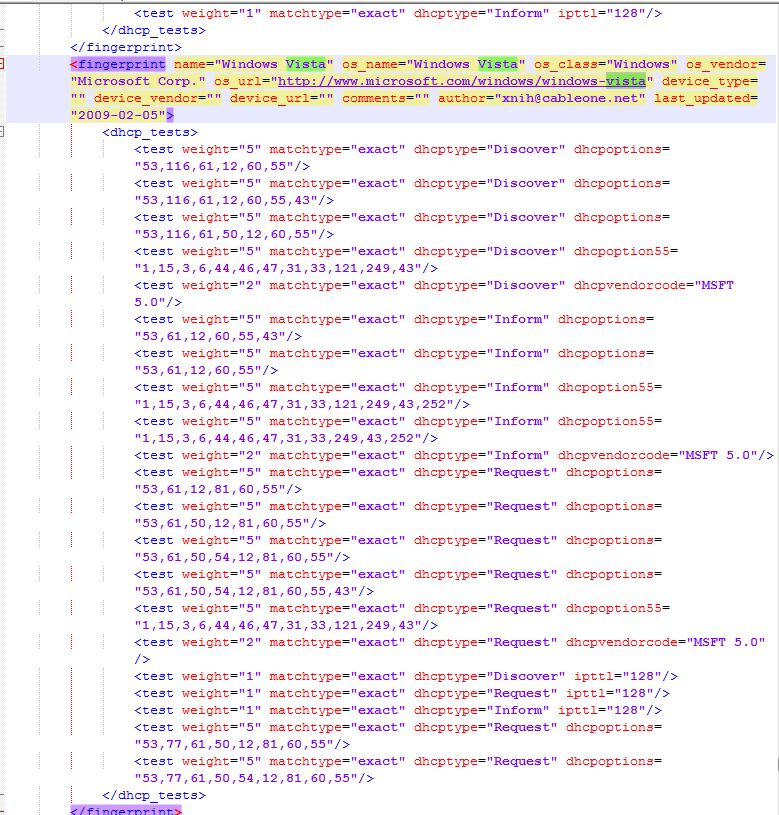 <test weight="1" matchtype="exact" dhcptype="Inform" ipttl="128"/>
</dhcp_tests>
</fingerprint>
<fingerprint name="Windows Vista" os_name="Windows Vista" os_class="Windows" os_vendor=
"Microsoft Corp." os_url="http://www.microsoft.com/windows/windows-vista" device_type=
"" device_vendor="" device_url="" comments="" author="xnih@cableone.net" last_updated=
"2009-02-05">
<dhcp_tests>
<test weight="5" matchtype="exact" dhcptype="Discover" dhcpoptions=
"53,116,61,12,60,55"/>
<test weight="5" matchtype="exact" dhcptype="Discover" dhcpoptions=
"53,116,61,12,60,55,43"/>
<test weight="5" matchtype="exact" dhcptype="Discover" dhcpoptions=
"53,116,61,50,12,60,55"/>
<test weight="5" matchtype="exact" dhcptype="Discover" dhcpoption55=
"1,15,3,6,44,46,47,31,33,121,249,43"/>
<test weight="2" matchtype="exact" dhcptype="Discover" dhcpvendorcode="MSFT
5.0"/>
<test weight="5" matchtype="exact" dhcptype="Inform" dhcpoptions=
"53,61,12,60,55,43"/>
<test weight="5" matchtype="exact" dhcptype="Inform" dhcpoptions=
"53,61,12,60,55"/>
<test weight="5" matchtype="exact" dhcptype="Inform" dhcpoption55=
"1,15,3,6,44,46,47,31,33,121,249,43,252"/>
<test weight="5" matchtype="exact" dhcptype="Inform" dhcpoption55=
"1,15,3,6,44,46,47,31,33,249,43,252"/>
<test weight="2" matchtype="exact" dhcptype="Inform" dhcpvendorcode="MSFT 5.0"/>
<test weight="5" matchtype="exact" dhcptype="Request" dhcpoptions=
"53,61,12,81,60,55"/>
<test weight="5" matchtype="exact" dhcptype="Request" dhcpoptions=
"53,61,50,12,81,60,55"/>
<test weight="5" matchtype="exact" dhcptype="Request" dhcpoptions=
"53,61,50,54,12,81,60,55"/>
<test weight="5" matchtype="exact" dhcptype="Request" dhcpoptions=
"53,61,50,54,12,81,60,55,43"/>
<test weight="5" matchtype="exact" dhcptype="Request" dhcpoption55=
"1,15,3,6,44,46,47,31,33,121,249,43"/>
<test weight="2" matchtype="exact" dhcptype="Request" dhcpvendorcode="MSFT 5.0"
/>
<test weight="1" matchtype="exact" dhcptype="Discover" ipttl="128"/>
<test weight="1" matchtype="exact" dhcptype="Request" ipttl="128"/>
<test weight="1" matchtype="exact" dhcptype="Inform" ipttl="128"/>
<test weight="5" matchtype="exact" dhcptype="Request" dhcpoptions=
"53,77,61,50,12,81,60,55"/>
<test weight="5" matchtype="exact" dhcptype="Request" dhcpoptions=
"53,77,61,50,54,12,81,60,55"/>
</dhcp_tests>
</fingerprint>